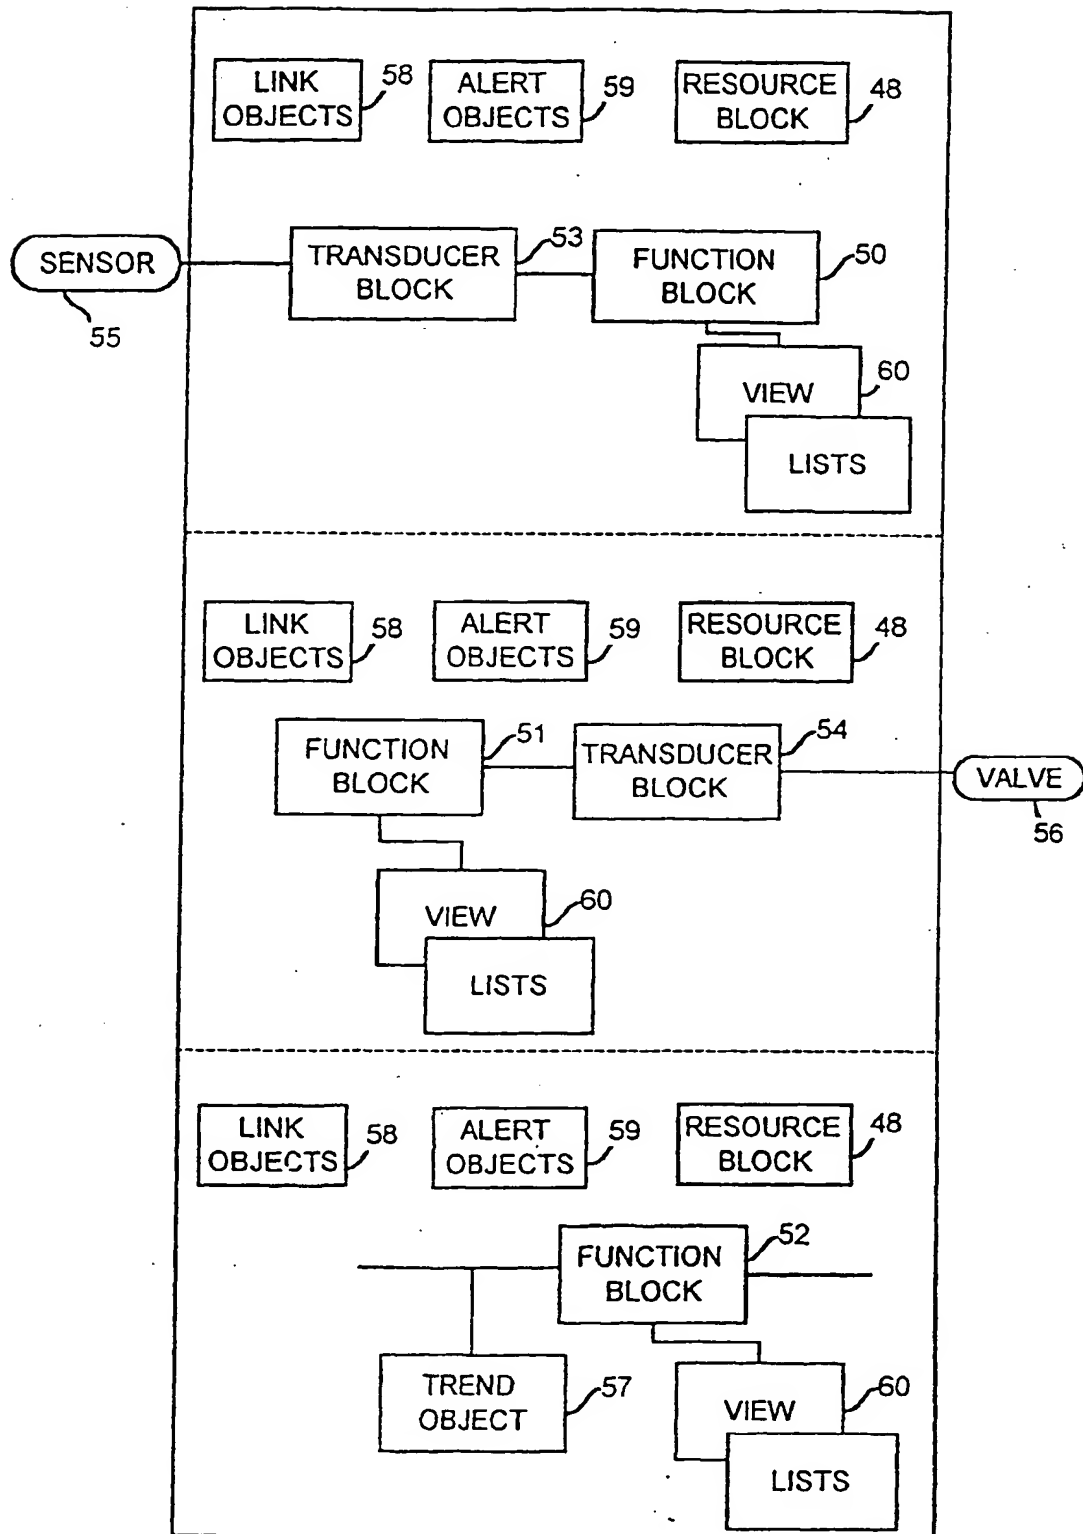 LINK
OBJECTS
58
ALERT
OBJECTS
59
RESOURCE
BLOCK
48
SENSOR
55
TRANSDUCER
BLOCK
53
FUNCTION
BLOCK
50
VIEW
60
LISTS
LINK
OBJECTS
58
ALERT
OBJECTS
59
RESOURCE
BLOCK
48
FUNCTION
BLOCK
51
TRANSDUCER
BLOCK
54
VALVE
56
VIEW
60
LISTS
LINK
OBJECTS
58
ALERT
OBJECTS
59
RESOURCE
BLOCK
48
FUNCTION
BLOCK
52
TREND
OBJECT
57
VIEW
60
LISTS